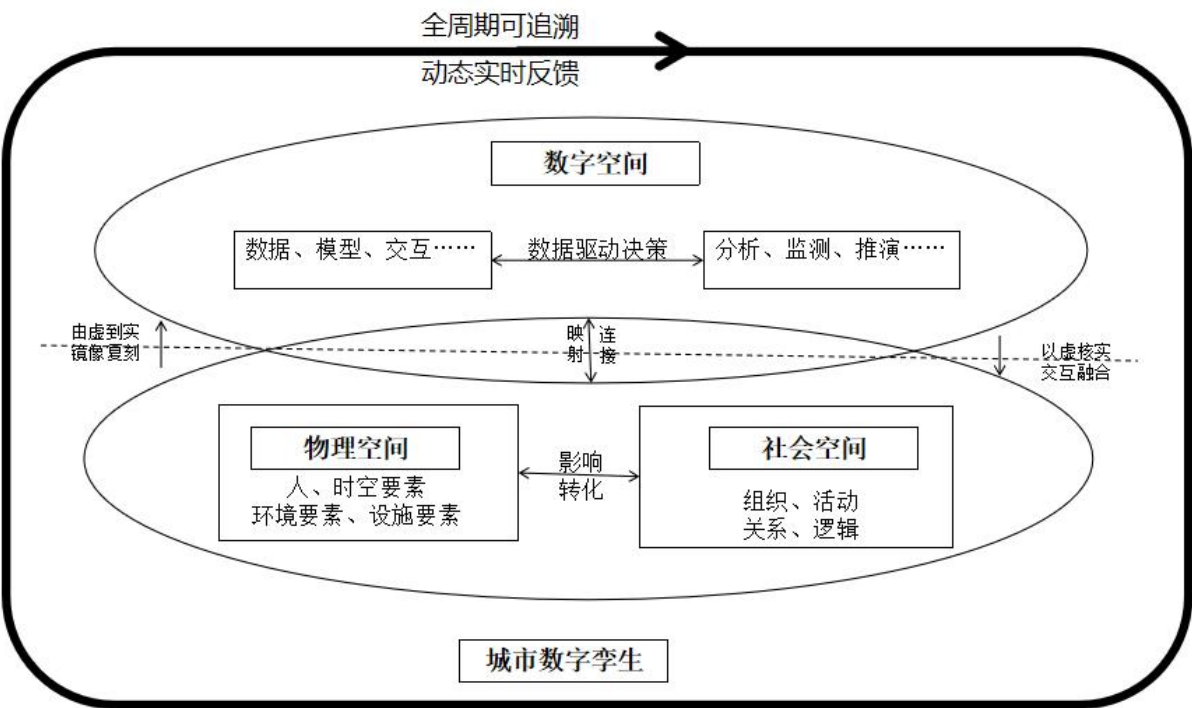 全周期可追溯
动态实时反馈
数字空间
数据、模型、交互……
数据驱动决策
分析、监测、推演……
由虚到实
镜像复刻
映射
连接
以虚核实
交互融合
物理空间
人、时空要素
环境要素、设施要素
影响
转化
社会空间
组织、活动
关系、逻辑
城市数字孪生